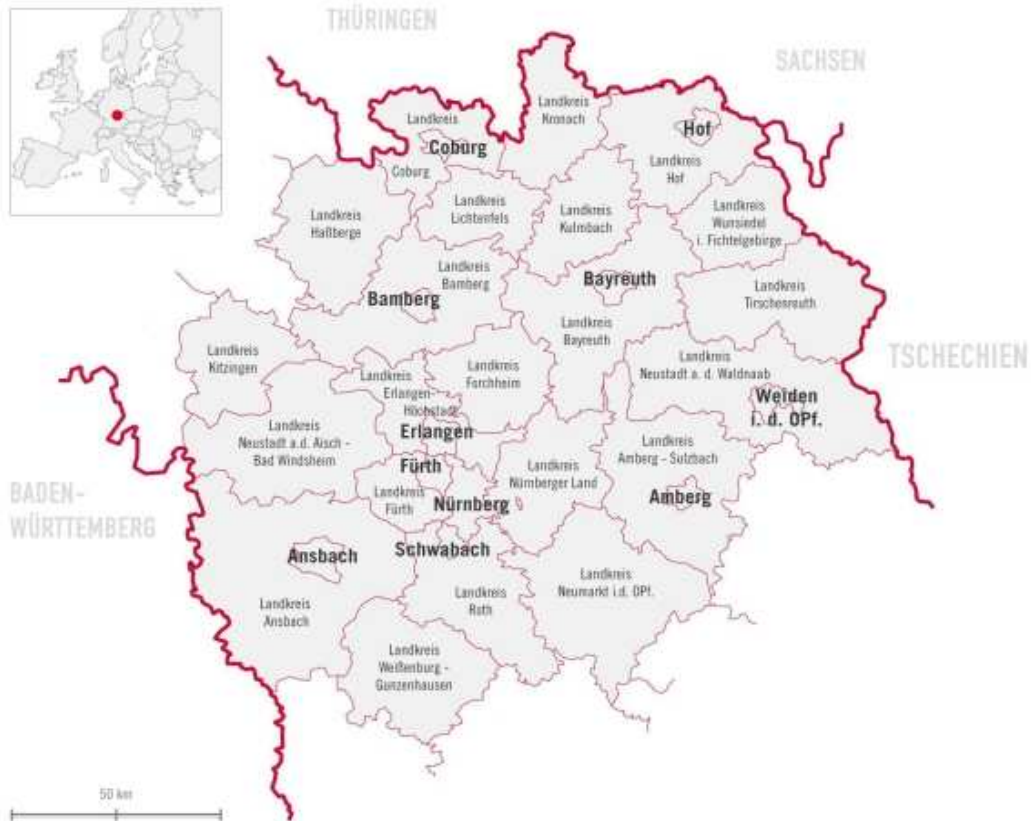 THÜRINGEN
SACHSEN
Landkreis
Kronach
Landkreis
Coburg
Coburg
Hof
Landkreis
Hof
Landkreis
Haßberge
Landkreis
Lichtenfels
Landkreis
Kulmbach
Landkreis
Wunsiedel
i. Fichtelgebirge
Landkreis
Bamberg
Bamberg
Bayreuth
Landkreis
Bayreuth
Landkreis
Tirschenreuth
Landkreis
Kitzingen
Landkreis
Erlangen-
Höchstadt
Landkreis
Forchheim
Landkreis
Neustadt a. d. Waldnaab
TSCHECHIEN
Weiden
i. d. OPf.
Landkreis
Neustadt a.d. Aisch -
Bad Windsheim
Erlangen
Fürth
Landkreis
Fürth
Nürnberg
Landkreis
Nürnberger Land
Landkreis
Amberg - Sulzbach
Amberg
BADEN-
WÜRTTEMBERG
Ansbach
Schwabach
Landkreis
Ansbach
Landkreis
Roth
Landkreis
Neumarkt i.d. OPf.
Landkreis
Weißenburg -
Gunzenhausen
50 km